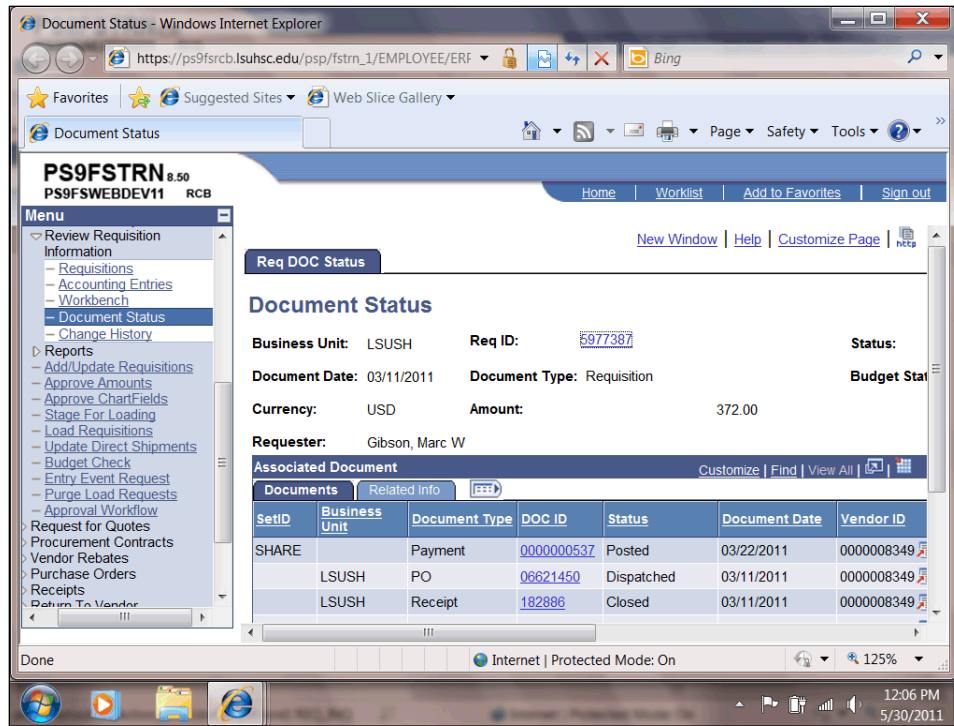 Document Status - Windows Internet Explorer
https://ps9fsrcb.lsuhsc.edu/psp/fstrn_1/EMPLOYEE/ERF
Bing
Favorites Suggested Sites Web Slice Gallery
Document Status Page Safety Tools
PS9FSTRN 8.50
PS9FSWEBDEV11 RCB
Home | Worklist | Add to Favorites | Sign out
Menu
New Window | Help | Customize Page | http
Review Requisition
Information
Requisitions
Accounting Entries
Workbench
Document Status
Change History
Reports
Add/Update Requisitions
Approve Amounts
Approve ChartFields
Stage For Loading
Load Requisitions
Update Direct Shipments
Budget Check
Entry Event Request
Purge Load Requests
Approval Workflow
Request for Quotes
Procurement Contracts
Vendor Rebates
Purchase Orders
Receipts
Return To Vendor
Req DOC Status
Document Status
Business Unit: LSUSH Req ID: 5977387 Status:
Document Date: 03/11/2011 Document Type: Requisition Budget Stat
Currency: USD Amount: 372.00
Requester: Gibson, Marc W
Associated Document Customize | Find | View All |
Documents Related Info
SetID Business Unit Document Type DOC ID Status Document Date Vendor ID
SHARE Payment 0000000537 Posted 03/22/2011 0000008349
LSUSH PO 06621450 Dispatched 03/11/2011 0000008349
LSUSH Receipt 182886 Closed 03/11/2011 0000008349
Done Internet | Protected Mode: On 125%
12:06 PM
5/30/2011